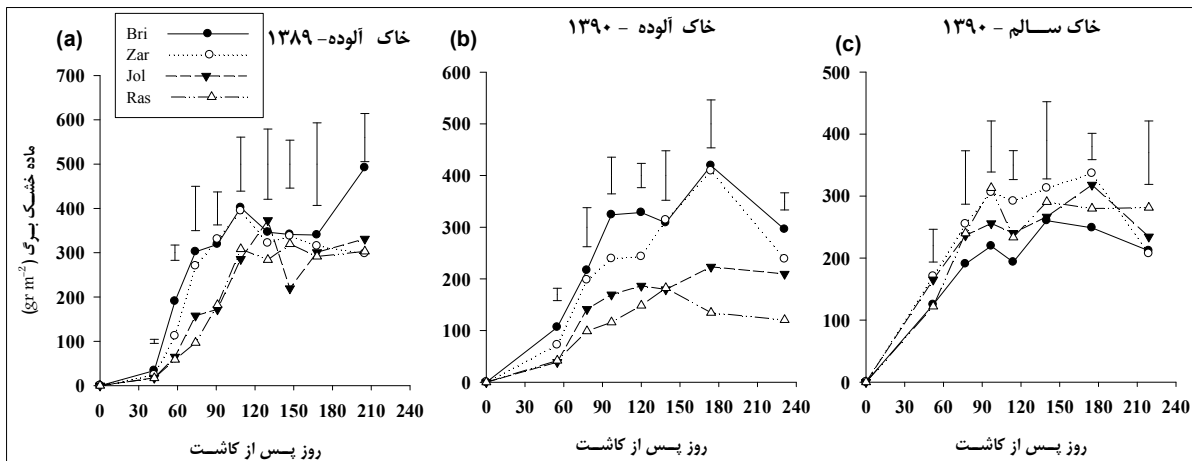 (a)
خاک آلوده- ۱۳۸۹
Bri
Zar
Jol
Ras
700
600
500
400
300
200
100
0
0 30 60 90 120 150 180 210 240
ماده خشک برگ (gr m⁻²)
روز پس از کاشت
(b)
خاک آلوده - ۱۳۹۰
600
500
400
300
200
100
0
0 30 60 90 120 150 180 210 240
روز پس از کاشت
(c)
خاک سالم - ۱۳۹۰
500
400
300
200
100
0
0 30 60 90 120 150 180 210 240
روز پس از کاشت